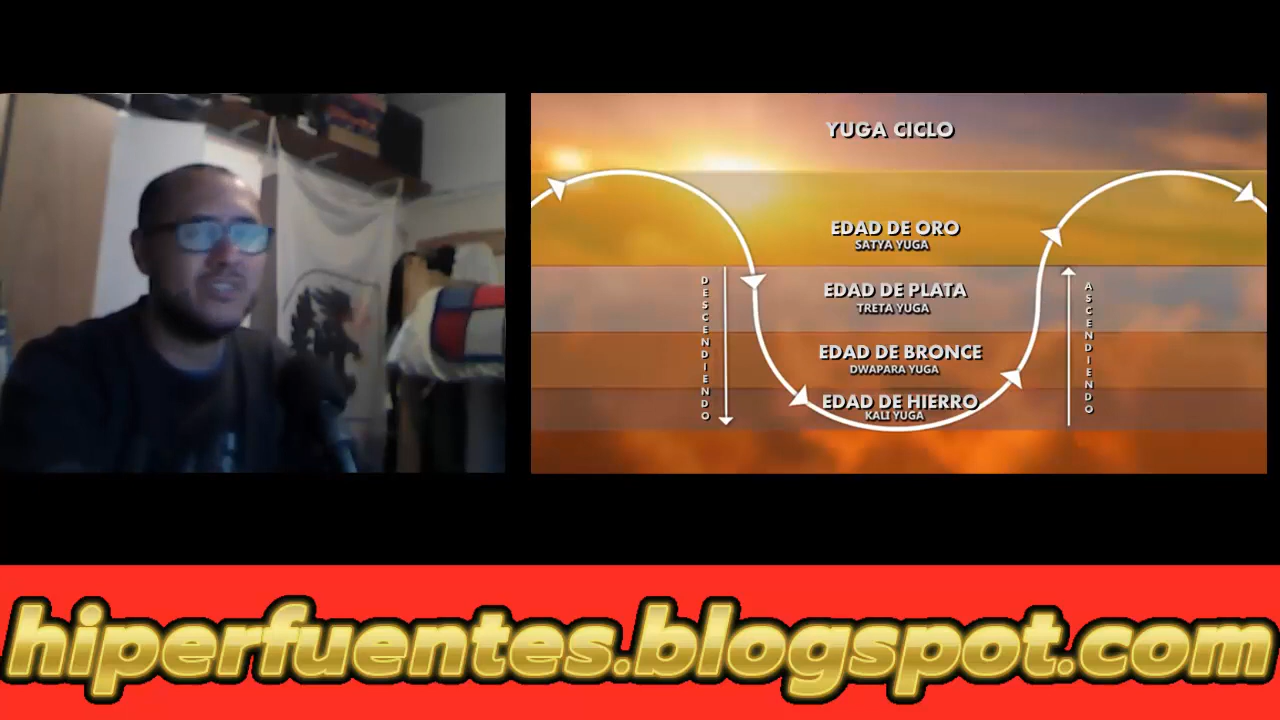 YUGA CICLO
EDAD DE ORO
SATYA YUGA
EDAD DE PLATA
TRETA YUGA
EDAD DE BRONCE
DWAPARA YUGA
EDAD DE HIERRO
KALI YUGA
DESCENDIENDO
ASCENDIENDO
hiperfuentes.blogspot.com